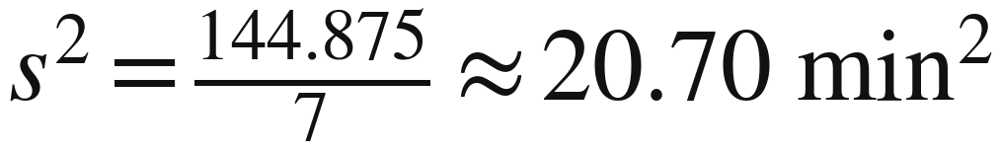 s² = 144.875/7 ≈ 20.70 min²